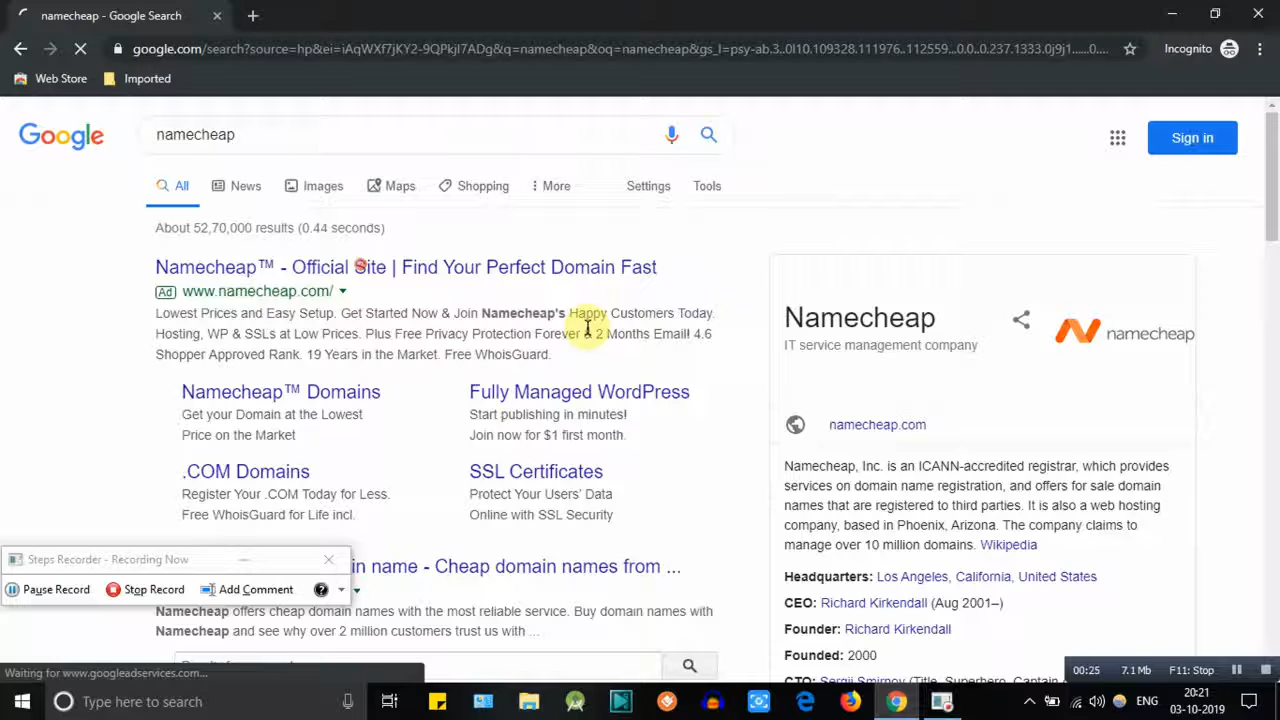 namecheap - Google Search
google.com/search?source=hp&ei=iAqWXf7jKY2-9QPkjI7ADg&q=namecheap&oq=namecheap&gs_l=psy-ab.3..0l10.109328.111976..112559...0.0..0.237.1333.0j9j1......0....
Incognito
Web Store
Imported
Google
namecheap
Sign in
All
News
Images
Maps
Shopping
More
Settings
Tools
About 52,70,000 results (0.44 seconds)
Namecheap™ - Official Site | Find Your Perfect Domain Fast
Ad www.namecheap.com/
Lowest Prices and Easy Setup. Get Started Now & Join Namecheap's Happy Customers Today.
Hosting, WP & SSLs at Low Prices. Plus Free Privacy Protection Forever & 2 Months Email! 4.6
Shopper Approved Rank. 19 Years in the Market. Free WhoisGuard.
Namecheap™ Domains
Get your Domain at the Lowest
Price on the Market
Fully Managed WordPress
Start publishing in minutes!
Join now for $1 first month.
.COM Domains
Register Your .COM Today for Less.
Free WhoisGuard for Life incl.
SSL Certificates
Protect Your Users' Data
Online with SSL Security
in name - Cheap domain names from ...
Namecheap offers cheap domain names with the most reliable service. Buy domain names with
Namecheap and see why over 2 million customers trust us with ...
Namecheap
IT service management company
namecheap
namecheap.com
Namecheap, Inc. is an ICANN-accredited registrar, which provides
services on domain name registration, and offers for sale domain
names that are registered to third parties. It is also a web hosting
company, based in Phoenix, Arizona. The company claims to
manage over 10 million domains. Wikipedia
Headquarters: Los Angeles, California, United States
CEO: Richard Kirkendall (Aug 2001–)
Founder: Richard Kirkendall
Founded: 2000
CTO: Sergii Smirnov (Title, Superhero, Captain
Steps Recorder - Recording Now
Pause Record
Stop Record
Add Comment
Waiting for www.googleadservices.com...
00:25
7.1 Mb
F11: Stop
Type here to search
ENG
20:21
03-10-2019